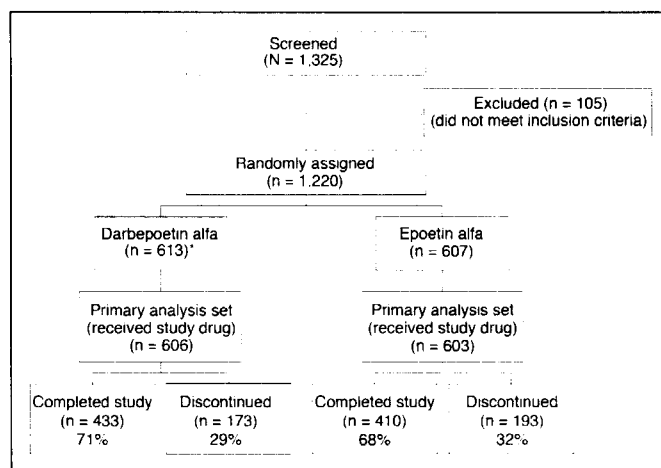 Screened
(N = 1,325)
Excluded (n = 105)
(did not meet inclusion criteria)
Randomly assigned
(n = 1,220)
Darbepoetin alfa
(n = 613)*
Epoetin alfa
(n = 607)
Primary analysis set
(received study drug)
n = 606
Primary analysis set
(received study drug)
n = 603
Completed study
(n = 433)
71%
Discontinued
(n = 173)
29%
Completed study
(n = 410)
68%
Discontinued
(n = 193)
32%